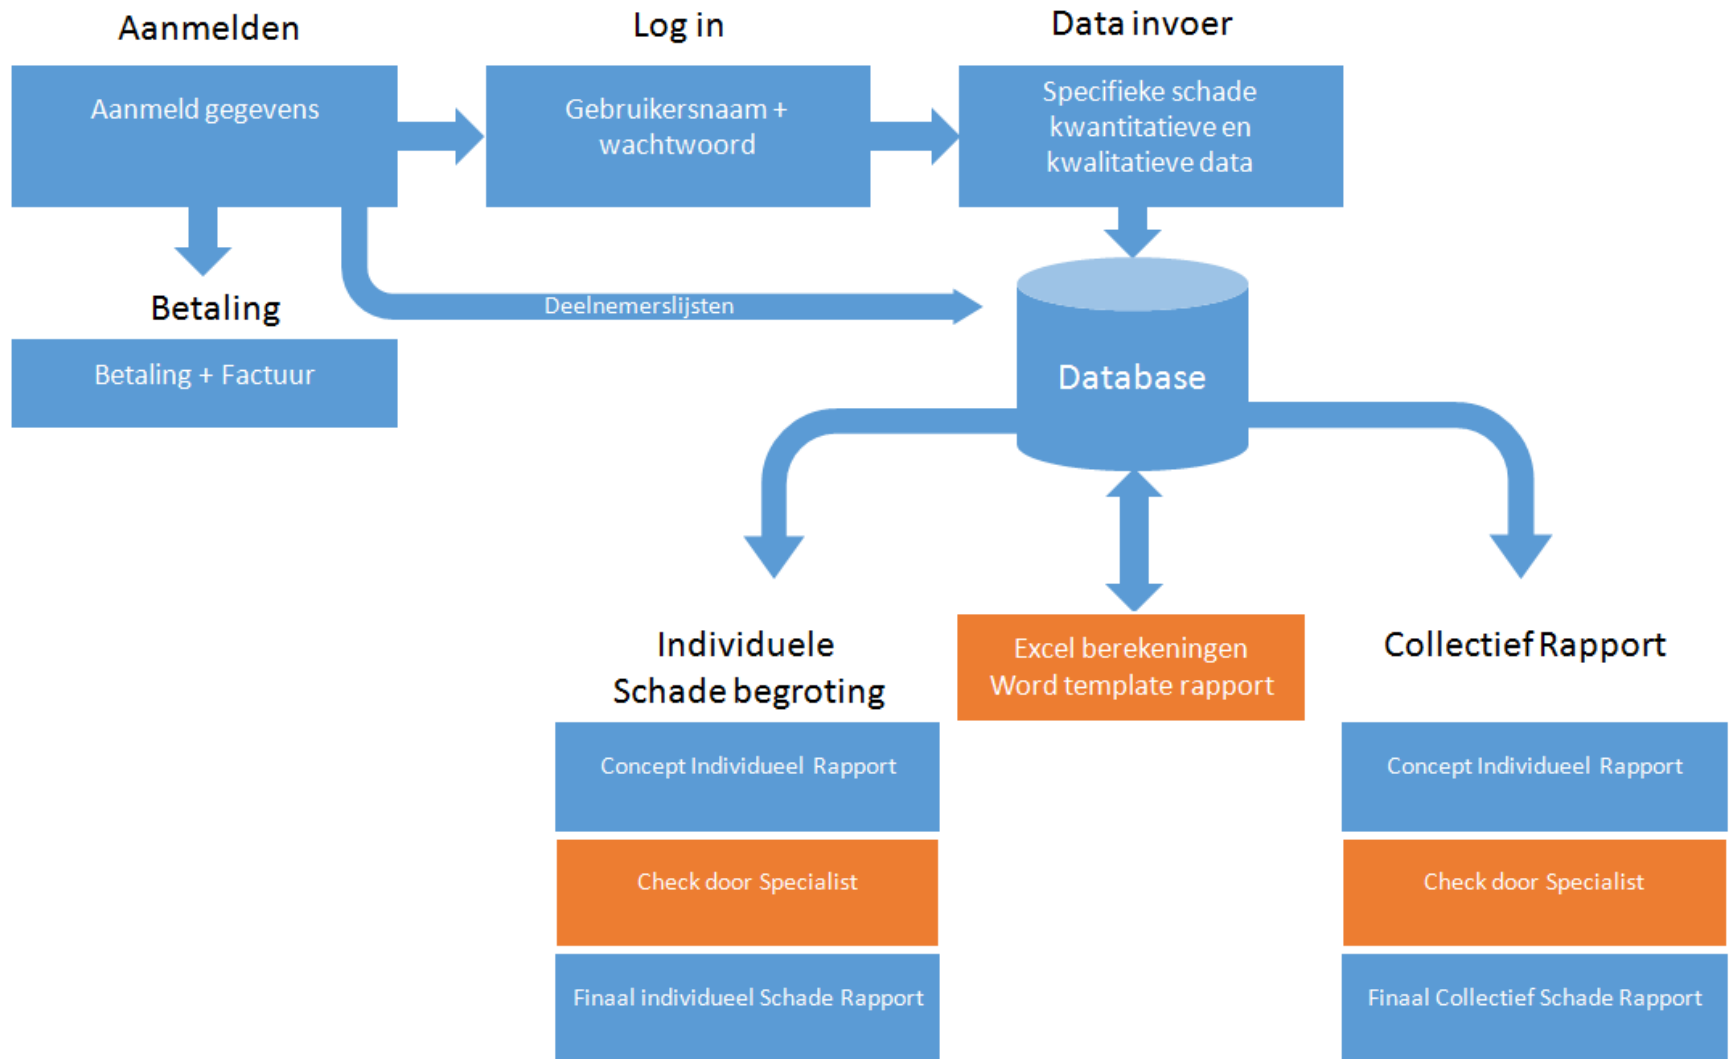 Aanmelden
Log in
Data invoer
Aanmeld gegevens
Gebruikersnaam +
wachtwoord
Specifieke schade
kwantitatieve en
kwalitatieve data
Betaling
Deelnemerslijsten
Betaling + Factuur
Database
Individuele
Schade begroting
Excel berekeningen
Word template rapport
Collectief Rapport
Concept Individueel Rapport
Check door Specialist
Finaal individueel Schade Rapport
Concept Individueel Rapport
Check door Specialist
Finaal Collectief Schade Rapport